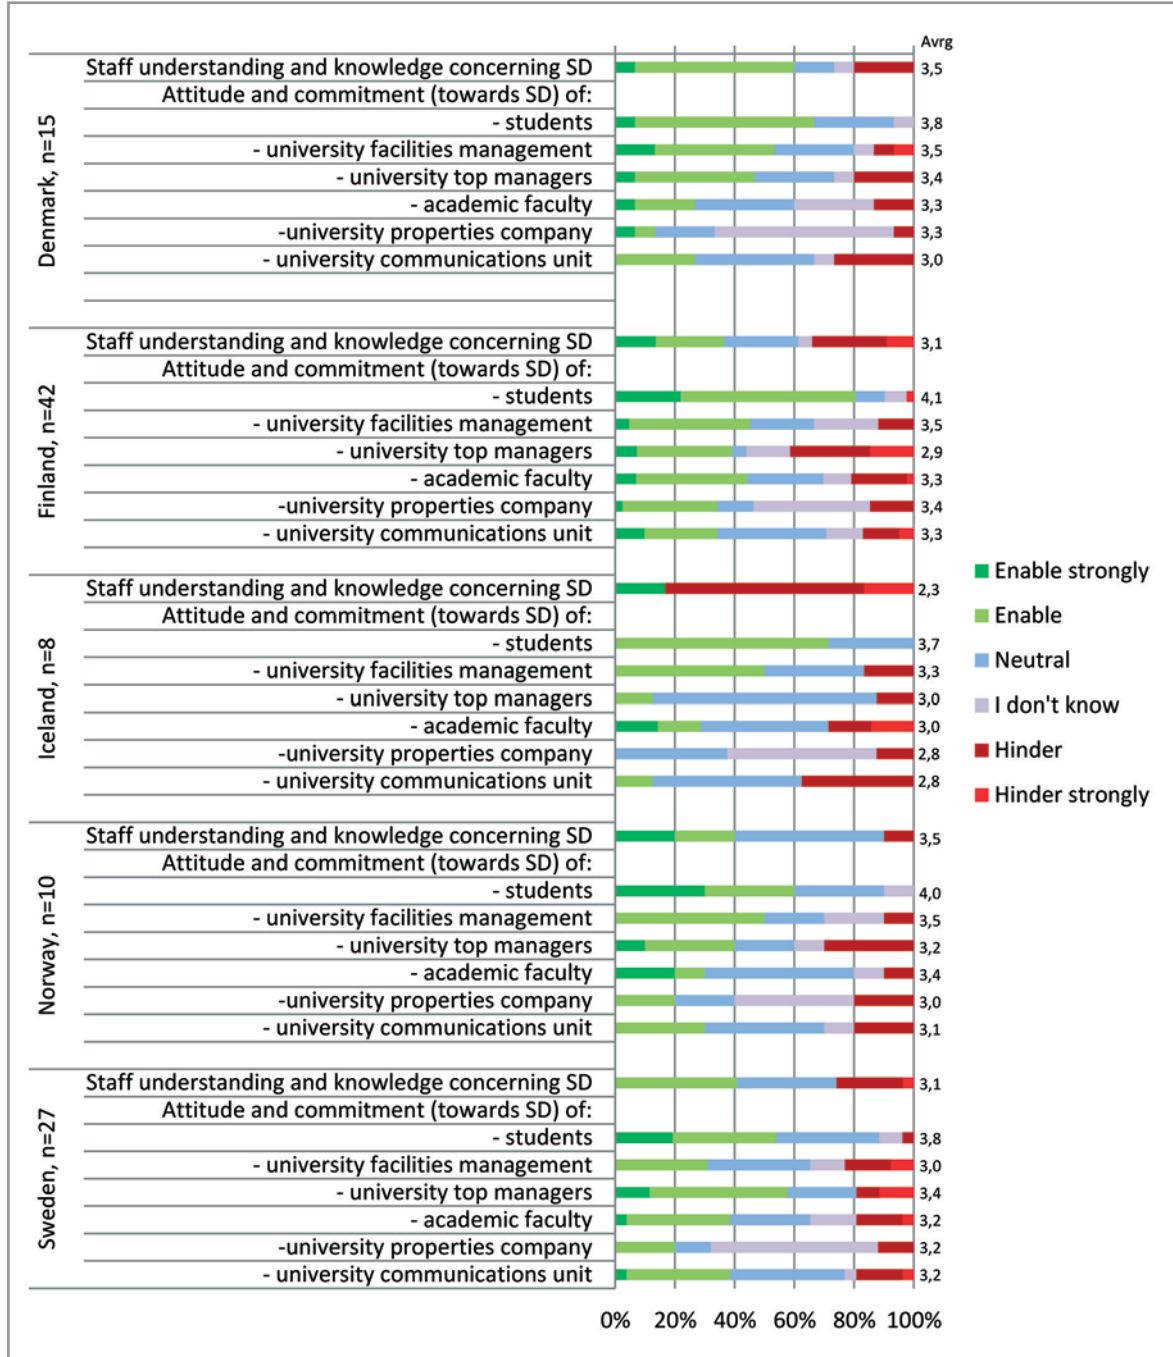 Avrg
Denmark, n=15
Staff understanding and knowledge concerning SD 3,5
Attitude and commitment (towards SD) of:
- students 3,8
- university facilities management 3,5
- university top managers 3,4
- academic faculty 3,3
-university properties company 3,3
- university communications unit 3,0
Finland, n=42
Staff understanding and knowledge concerning SD 3,1
Attitude and commitment (towards SD) of:
- students 4,1
- university facilities management 3,5
- university top managers 2,9
- academic faculty 3,3
-university properties company 3,4
- university communications unit 3,3
Iceland, n=8
Staff understanding and knowledge concerning SD 2,3
Attitude and commitment (towards SD) of:
- students 3,7
- university facilities management 3,3
- university top managers 3,0
- academic faculty 3,0
-university properties company 2,8
- university communications unit 2,8
Norway, n=10
Staff understanding and knowledge concerning SD 3,5
Attitude and commitment (towards SD) of:
- students 4,0
- university facilities management 3,5
- university top managers 3,2
- academic faculty 3,4
-university properties company 3,0
- university communications unit 3,1
Sweden, n=27
Staff understanding and knowledge concerning SD 3,1
Attitude and commitment (towards SD) of:
- students 3,8
- university facilities management 3,0
- university top managers 3,4
- academic faculty 3,2
-university properties company 3,2
- university communications unit 3,2
0% 20% 40% 60% 80% 100%
Enable strongly
Enable
Neutral
I don't know
Hinder
Hinder strongly